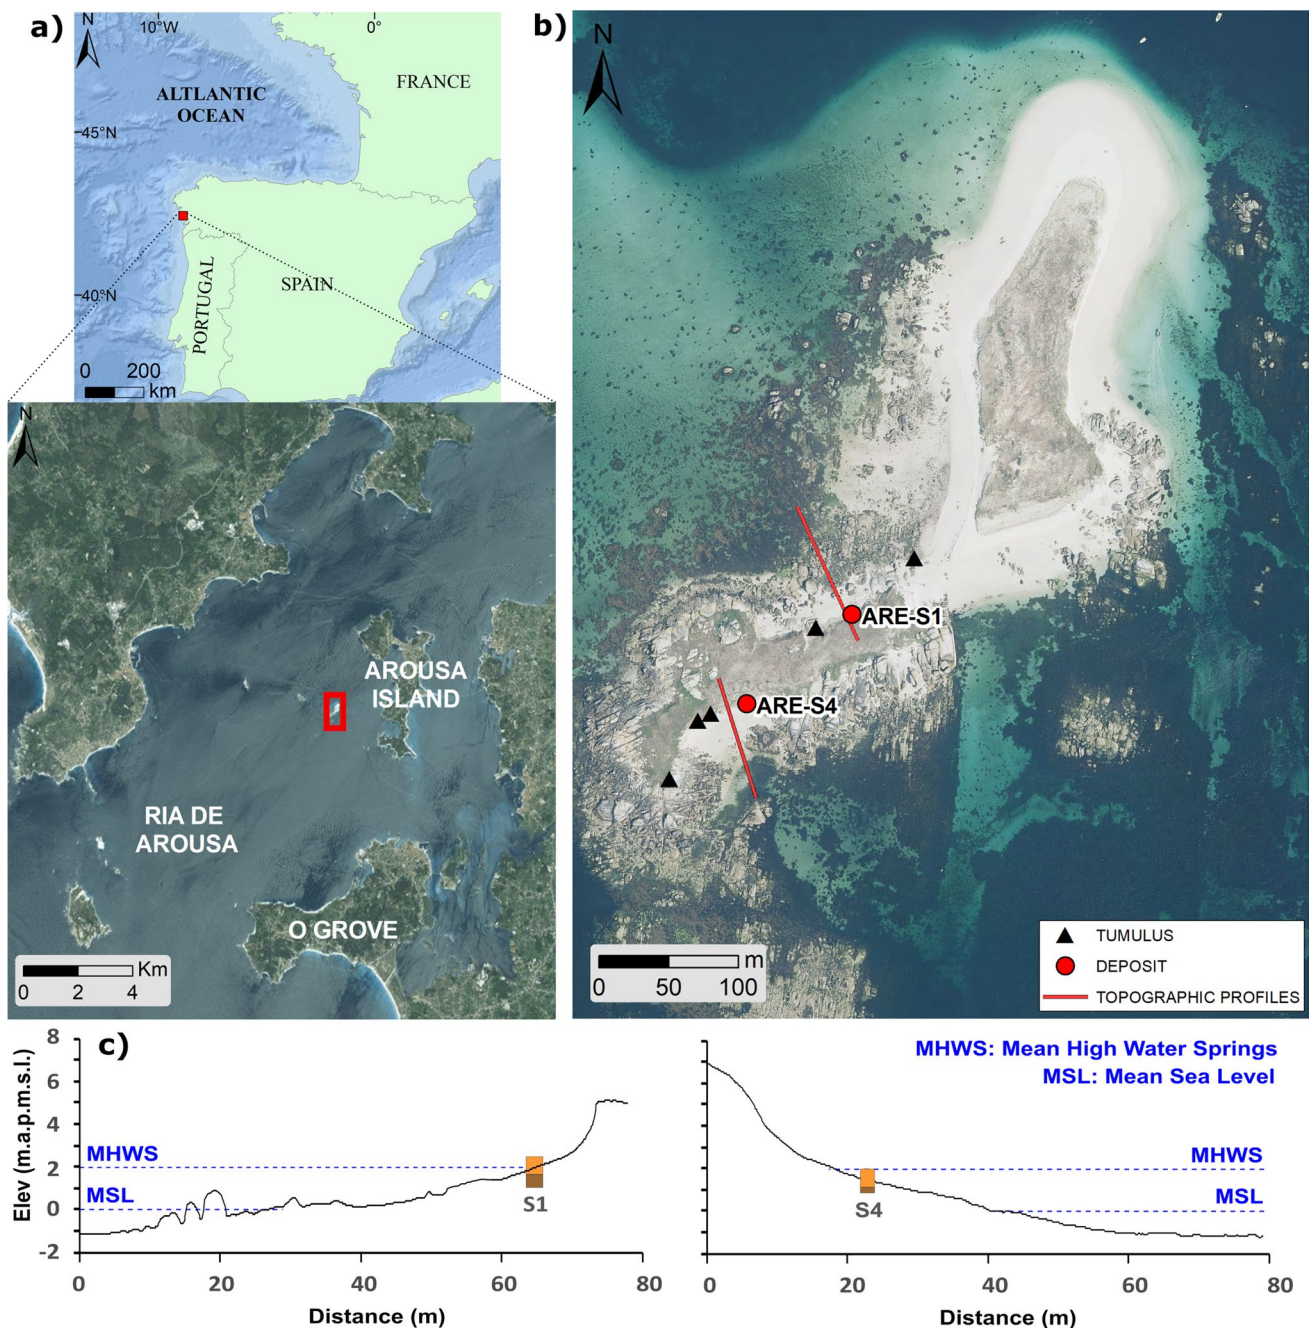 a)
N
10°W
0°
FRANCE
ALTLANTIC
OCEAN
45°N
40°N
PORTUGAL
SPAIN
0
200
km
N
AROUSA
ISLAND
RIA DE
AROUSA
O GROVE
Km
0
2
4
b)
N
ARE-S1
ARE-S4
m
0
50
100
TUMULUS
DEPOSIT
TOPOGRAPHIC PROFILES
c)
Elev (m.a.p.m.s.l.)
8
6
4
2
0
-2
MHWS
MSL
S1
0
20
40
60
80
Distance (m)
MHWS: Mean High Water Springs
MSL: Mean Sea Level
MHWS
MSL
S4
0
20
40
60
80
Distance (m)